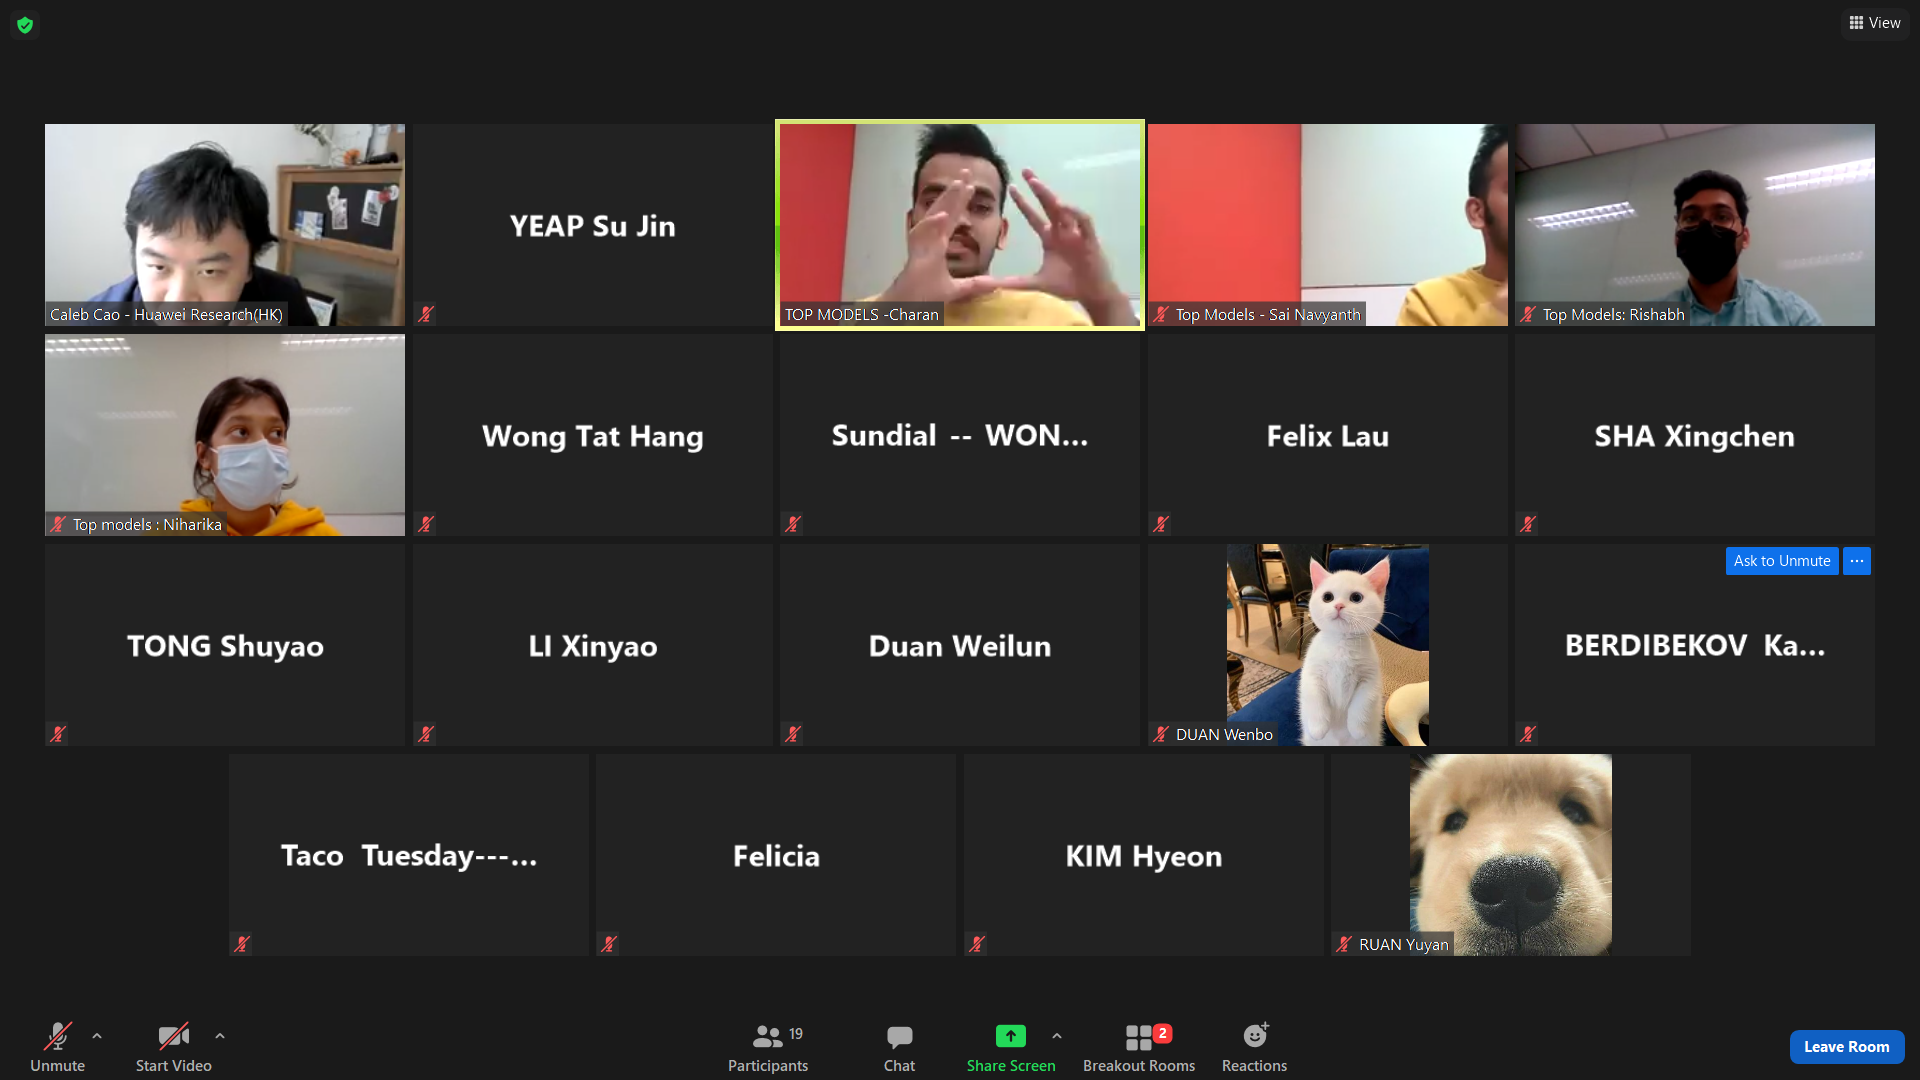 View
Caleb Cao - Huawei Research(HK)
YEAP Su Jin
TOP MODELS -Charan
Top Models - Sai Navyanth
Top Models: Rishabh
Top models : Niharika
Wong Tat Hang
Sundial -- WON...
Felix Lau
SHA Xingchen
TONG Shuyao
LI Xinyao
Duan Weilun
DUAN Wenbo
Ask to Unmute ...
BERDIBEKOV Ka...
Taco Tuesday---...
Felicia
KIM Hyeon
RUAN Yuyan
Unmute
Start Video
19
Participants
Chat
Share Screen
2
Breakout Rooms
Reactions
Leave Room